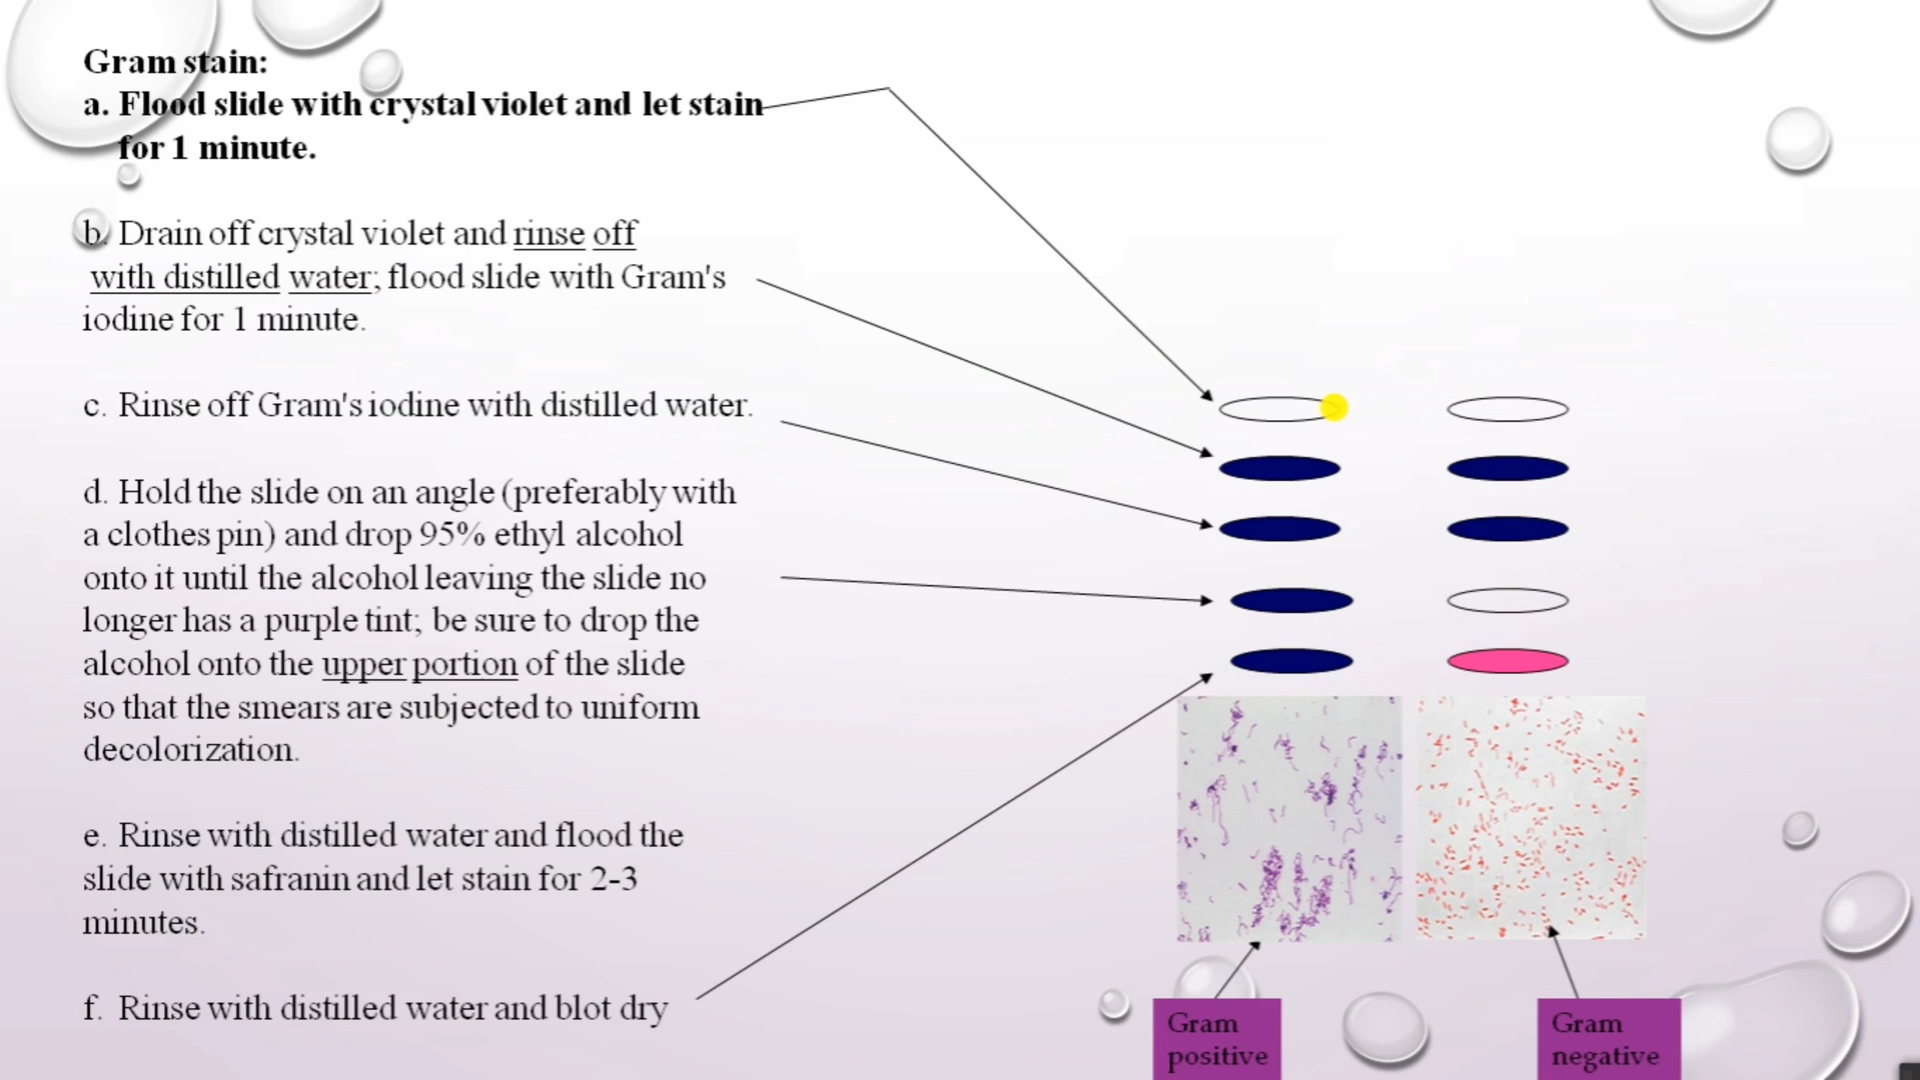 Gram stain:
a. Flood slide with crystal violet and let stain
for 1 minute.
b. Drain off crystal violet and rinse off
with distilled water; flood slide with Gram's
iodine for 1 minute.
c. Rinse off Gram's iodine with distilled water.
d. Hold the slide on an angle (preferably with
a clothes pin) and drop 95% ethyl alcohol
onto it until the alcohol leaving the slide no
longer has a purple tint; be sure to drop the
alcohol onto the upper portion of the slide
so that the smears are subjected to uniform
decolorization.
e. Rinse with distilled water and flood the
slide with safranin and let stain for 2-3
minutes.
f. Rinse with distilled water and blot dry
Gram
positive
Gram
negative